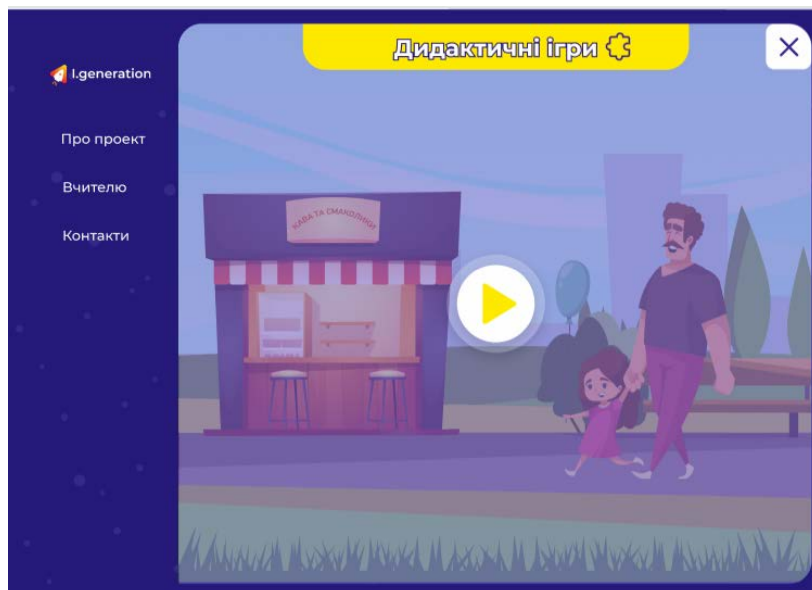 Дидактичні ігри
I.generation
Про проект
Вчителю
Контакти
КАВА ТА СМАКОЛИКИ